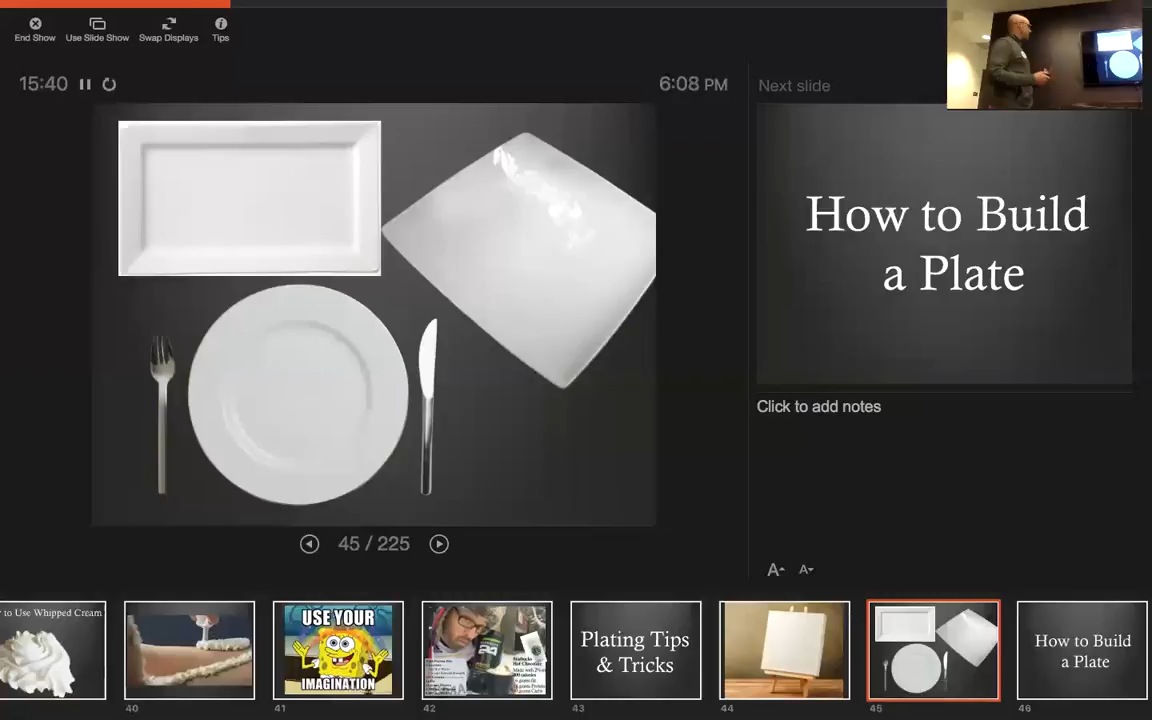 End Show
Use Slide Show
Swap Displays
Tips
15:40
6:08 PM
Next slide
How to Build
a Plate
Click to add notes
45 / 225
A
A
to Use Whipped Cream
USE YOUR
IMAGINATION
Plating Tips
& Tricks
How to Build
a Plate
40
41
42
43
44
45
46